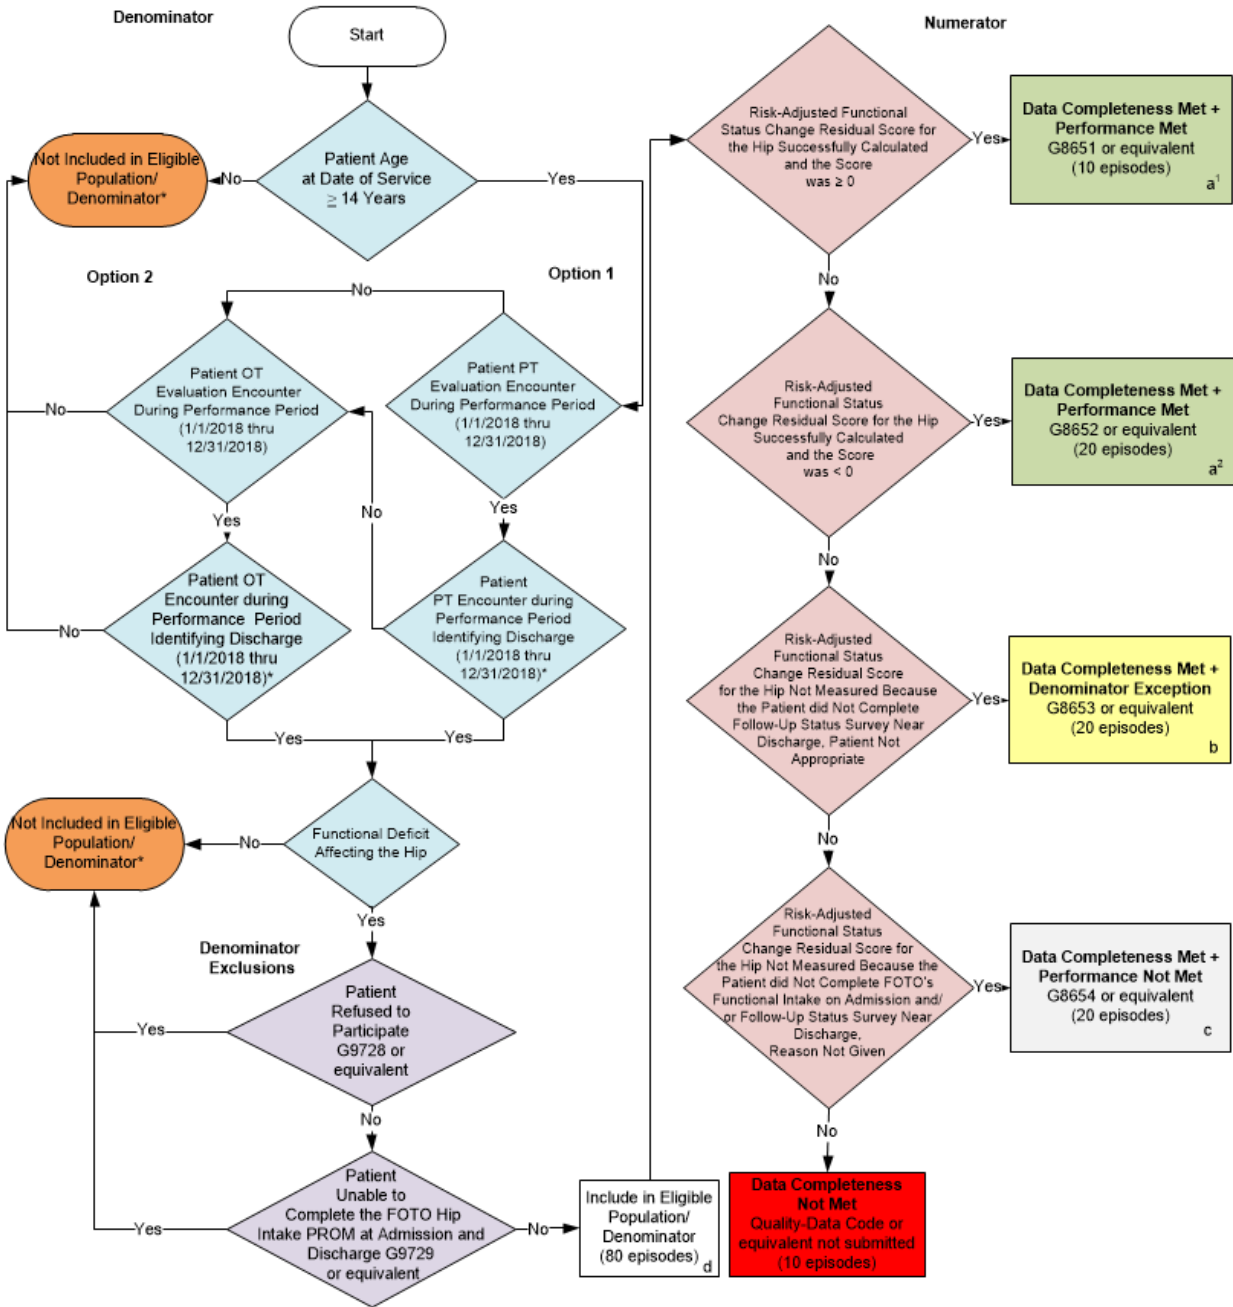 Denominator
Start
Patient Age
at Date of Service
≥ 14 Years
No
Yes
Not Included in Eligible
Population/
Denominator*
Option 2
Option 1
No
Patient OT
Evaluation Encounter
During Performance Period
(1/1/2018 thru
12/31/2018)
No
Yes
Patient PT
Evaluation Encounter
During Performance Period
(1/1/2018 thru
12/31/2018)
No
Yes
Patient OT
Encounter during
Performance Period
Identifying Discharge
(1/1/2018 thru
12/31/2018)*
No
Yes
Patient
PT Encounter during
Performance Period
Identifying Discharge
(1/1/2018 thru
12/31/2018)*
Yes
Functional Deficit
Affecting the Hip
No
Not Included in Eligible
Population/
Denominator*
Yes
Denominator
Exclusions
Patient
Refused to
Participate
G9728 or
equivalent
Yes
No
Patient
Unable to
Complete the FOTO Hip
Intake PROM at Admission and
Discharge G9729
or equivalent
Yes
No
Include in Eligible
Population/
Denominator
(80 episodes)
d
Numerator
Risk-Adjusted Functional
Status Change Residual Score for
the Hip Successfully Calculated
and the Score
was ≥ 0
Yes
Data Completeness Met +
Performance Met
G8651 or equivalent
(10 episodes)
a¹
No
Risk-Adjusted
Functional Status
Change Residual Score for the Hip
Successfully Calculated
and the Score
was < 0
Yes
Data Completeness Met +
Performance Met
G8652 or equivalent
(20 episodes)
a²
No
Risk-Adjusted
Functional Status
Change Residual Score
for the Hip Not Measured Because
the Patient did Not Complete
Follow-Up Status Survey Near
Discharge, Patient Not
Appropriate
Yes
Data Completeness Met +
Denominator Exception
G8653 or equivalent
(20 episodes)
b
No
Risk-Adjusted
Functional Status
Change Residual Score for
the Hip Not Measured Because the
Patient did Not Complete FOTO's
Functional Intake on Admission and/
or Follow-Up Status Survey Near
Discharge,
Reason Not Given
Yes
Data Completeness Met +
Performance Not Met
G8654 or equivalent
(20 episodes)
c
No
Data Completeness
Not Met
Quality-Data Code or
equivalent not submitted
(10 episodes)